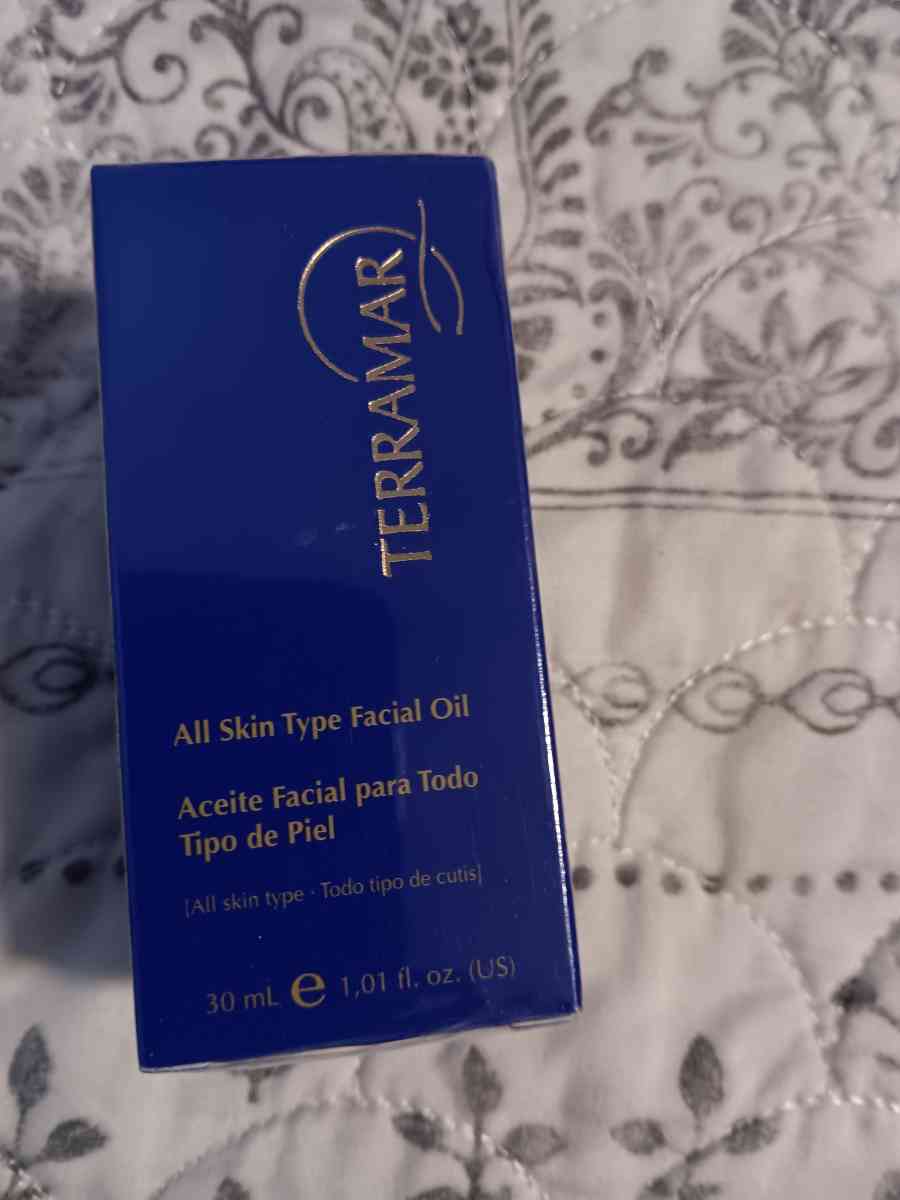 TERRAMAR
All Skin Type Facial Oil
Aceite Facial para Todo
Tipo de Piel
[All skin type · Todo tipo de cutis]
30 mL e 1,01 fl. oz. (US)